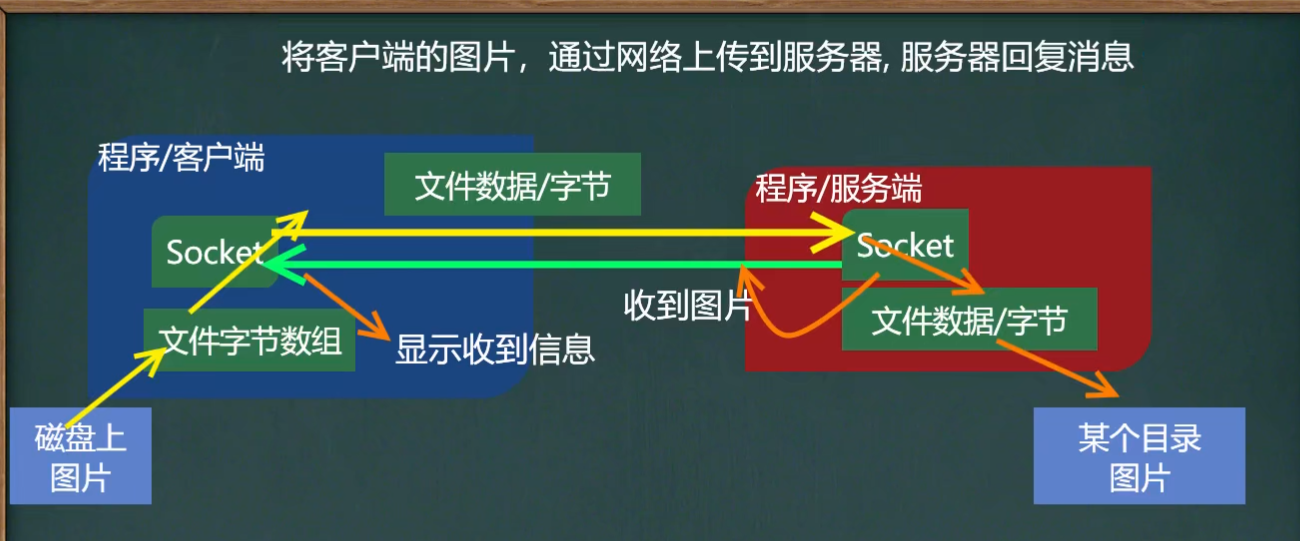 将客户端的图片，通过网络上传到服务器, 服务器回复消息
程序/客户端
文件数据/字节
程序/服务端
Socket
Socket
收到图片
文件数据/字节
文件字节数组
显示收到信息
磁盘上
图片
某个目录
图片